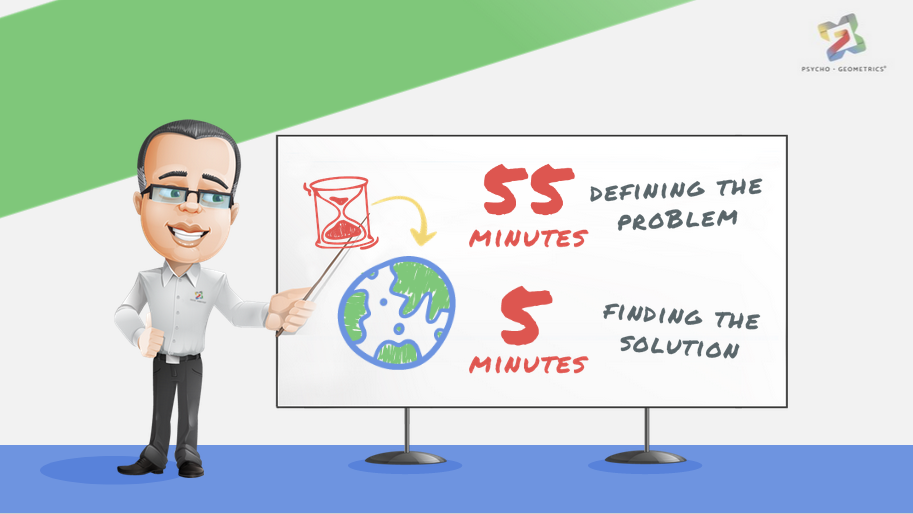 PSYCHO - GEOMETRICS®
55
MINUTES
DEFINING THE
PROBLEM
5
MINUTES
FINDING THE
SOLUTION